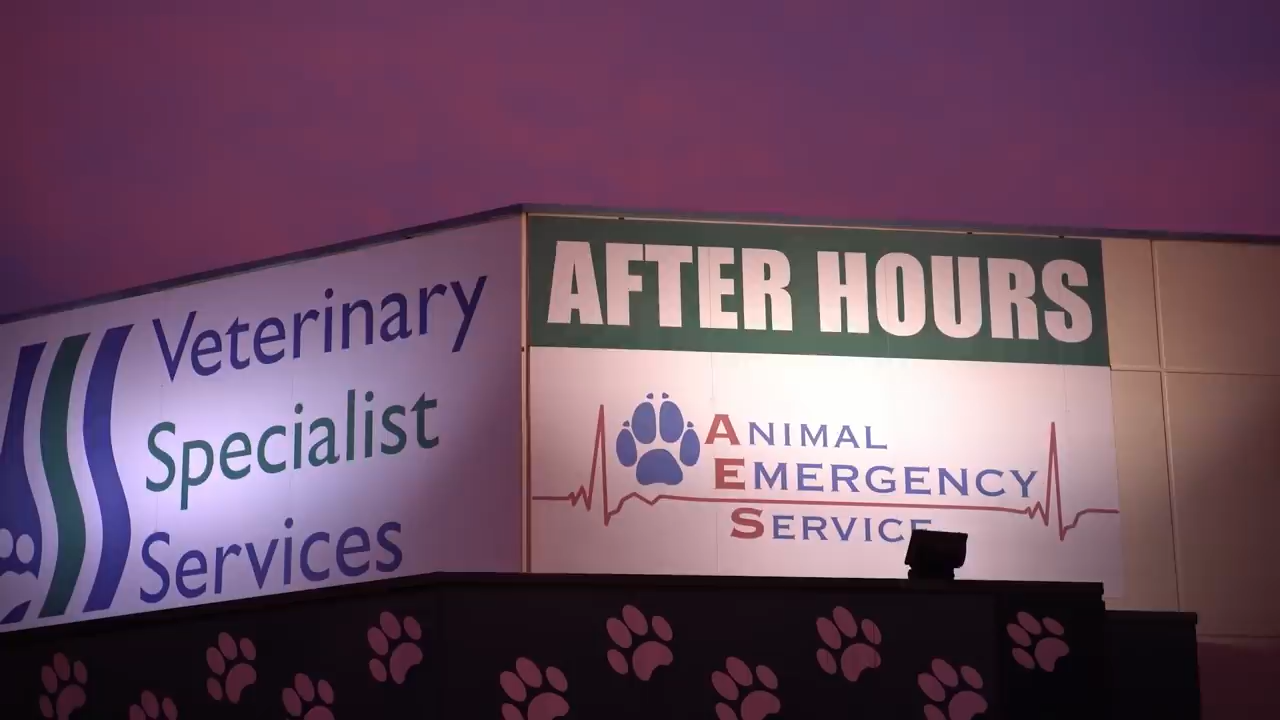 Veterinary
Specialist
Services
AFTER HOURS
ANIMAL
EMERGENCY
SERVICE